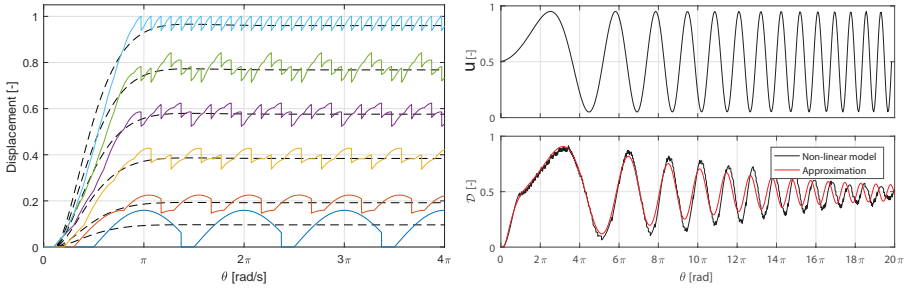 Displacement [-]
1
0.8
0.6
0.4
0.2
0
0
π
2π
3π
4π
θ [rad/s]
u [-]
1
0.5
0
𝒟 [-]
1
0.5
0
Non-linear model
Approximation
0
2π
4π
6π
8π
10π
12π
14π
16π
18π
20π
θ [rad]